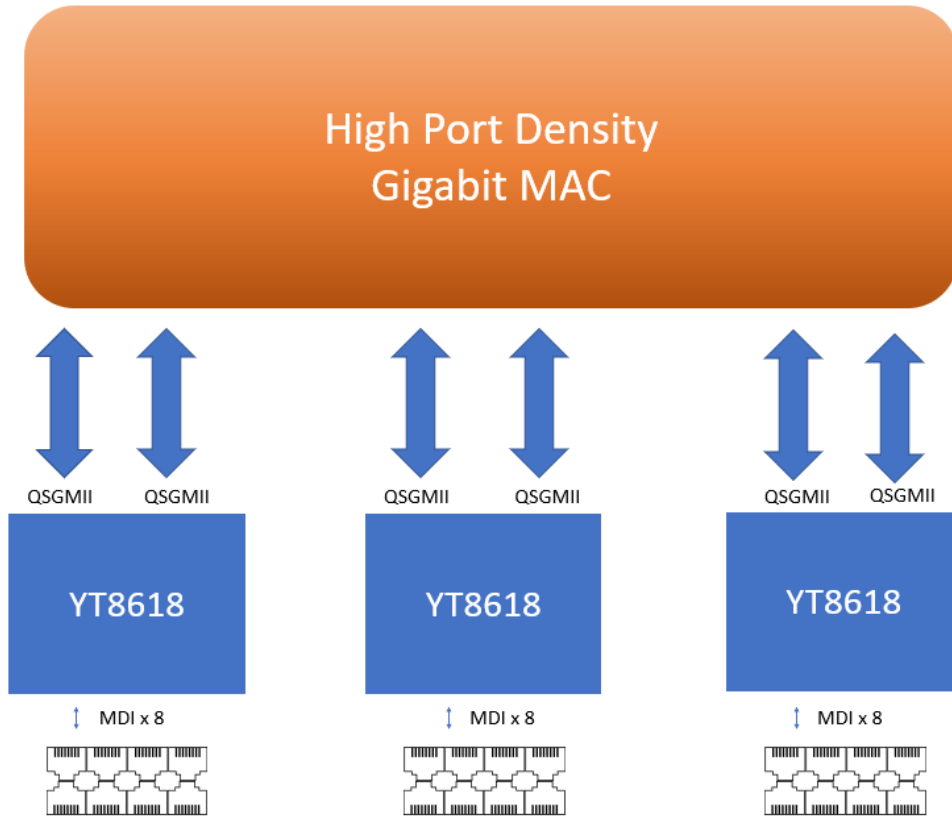 High Port Density
Gigabit MAC
QSGMII QSGMII QSGMII QSGMII QSGMII QSGMII
YT8618 YT8618 YT8618
MDI x 8 MDI x 8 MDI x 8